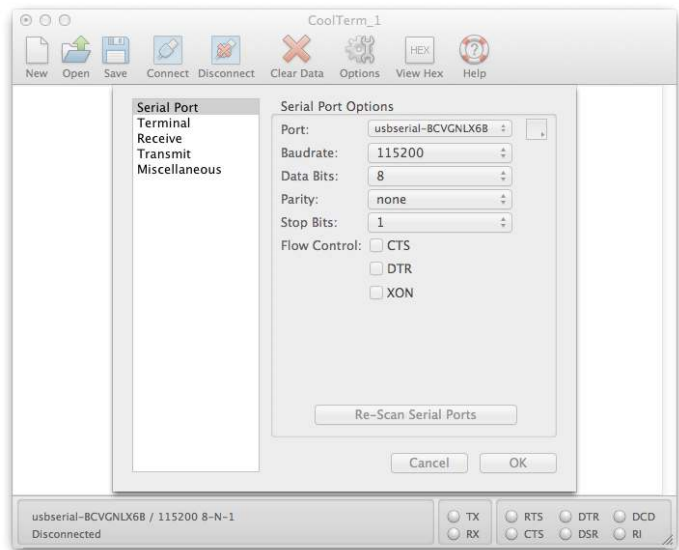 CoolTerm_1
New Open Save Connect Disconnect Clear Data Options View Hex Help
HEX
Serial Port
Terminal
Receive
Transmit
Miscellaneous
Serial Port Options
Port: usbserial-BCVGNLX6B
Baudrate: 115200
Data Bits: 8
Parity: none
Stop Bits: 1
Flow Control: CTS
DTR
XON
Re-Scan Serial Ports
Cancel OK
usbserial-BCVGNLX6B / 115200 8-N-1
Disconnected
TX RTS DTR DCD
RX CTS DSR RI